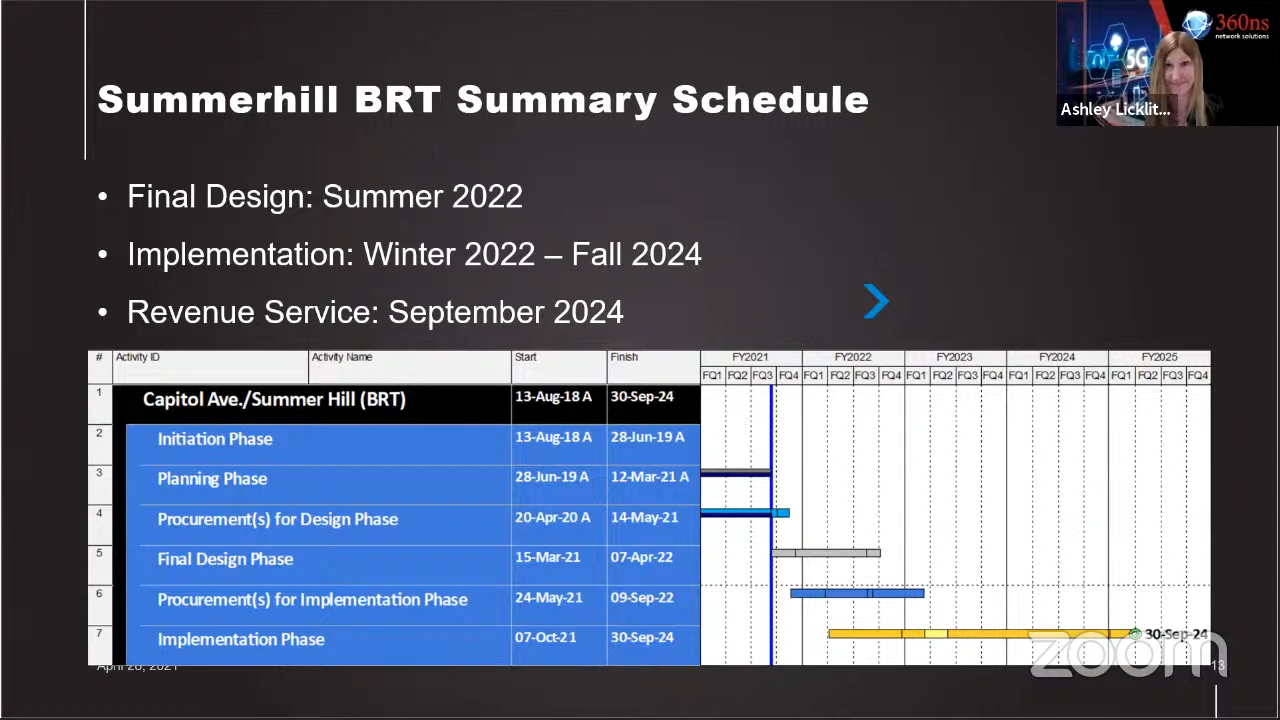 360ns
network solutions
5G
Ashley Licklit...
Summerhill BRT Summary Schedule
• Final Design: Summer 2022
• Implementation: Winter 2022 – Fall 2024
• Revenue Service: September 2024
# Activity ID Activity Name Start Finish FY2021 FY2022 FY2023 FY2024 FY2025
FQ1 FQ2 FQ3 FQ4 FQ1 FQ2 FQ3 FQ4 FQ1 FQ2 FQ3 FQ4 FQ1 FQ2 FQ3 FQ4 FQ1 FQ2 FQ3 FQ4
1 Capitol Ave./Summer Hill (BRT) 13-Aug-18 A 30-Sep-24
2 Initiation Phase 13-Aug-18 A 28-Jun-19 A
3 Planning Phase 28-Jun-19 A 12-Mar-21 A
4 Procurement(s) for Design Phase 20-Apr-20 A 14-May-21
5 Final Design Phase 15-Mar-21 07-Apr-22
6 Procurement(s) for Implementation Phase 24-May-21 09-Sep-22
7 Implementation Phase 07-Oct-21 30-Sep-24 30-Sep-24
zoom
13